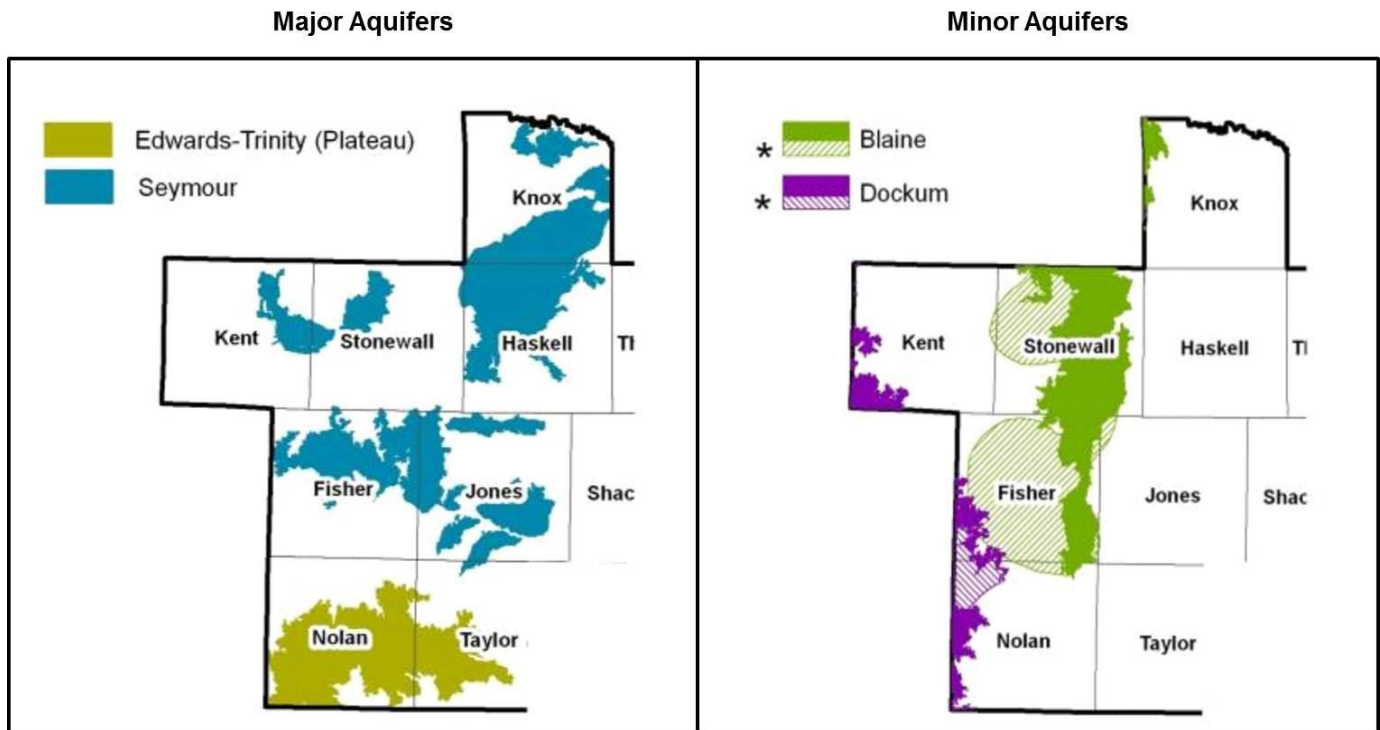 Major Aquifers
Minor Aquifers
Edwards-Trinity (Plateau)
Seymour
Knox
Kent
Stonewall
Haskell
Th
Fisher
Jones
Shac
Nolan
Taylor
* Blaine
* Dockum
Knox
Kent
Stonewall
Haskell
Fisher
Jones
Shac
Nolan
Taylor